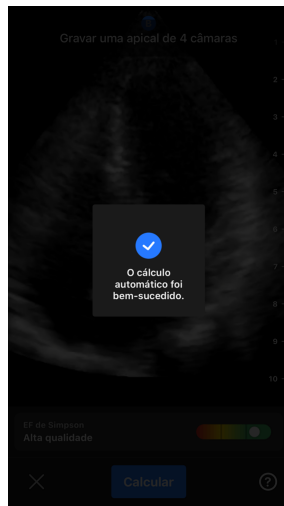 Gravar uma apical de 4 câmaras
2
3
4
5
6
7
8
9
10
O cálculo
automático foi
bem-sucedido.
EF de Simpson
Alta qualidade
Calcular
?